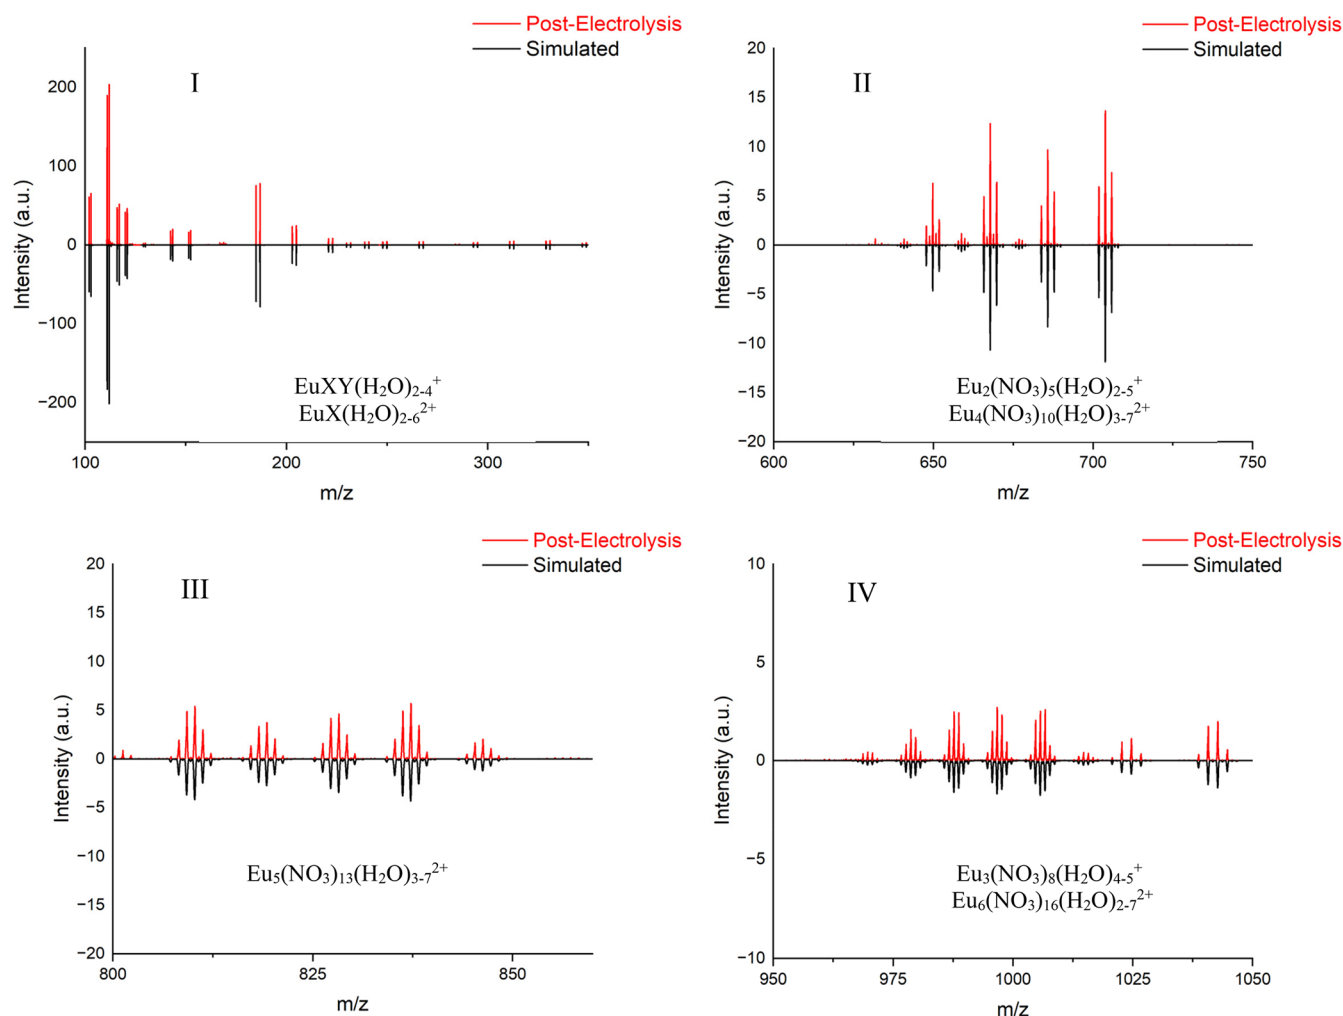 Post-Electrolysis
Simulated
I
Intensity (a.u.)
200
100
0
−100
−200
EuXY(H₂O)₂₋₄⁺
EuX(H₂O)₂₋₆²⁺
100
200
300
m/z
Post-Electrolysis
Simulated
II
Intensity (a.u.)
20
15
10
5
0
−5
−10
−15
−20
Eu₂(NO₃)₅(H₂O)₂₋₅⁺
Eu₄(NO₃)₁₀(H₂O)₃₋₇²⁺
600
650
700
750
m/z
Post-Electrolysis
Simulated
III
Intensity (a.u.)
20
15
10
5
0
−5
−10
−15
−20
Eu₅(NO₃)₁₃(H₂O)₃₋₇²⁺
800
825
850
m/z
Post-Electrolysis
Simulated
IV
Intensity (a.u.)
10
5
0
−5
−10
Eu₃(NO₃)₈(H₂O)₄₋₅⁺
Eu₆(NO₃)₁₆(H₂O)₂₋₇²⁺
950
975
1000
1025
1050
m/z